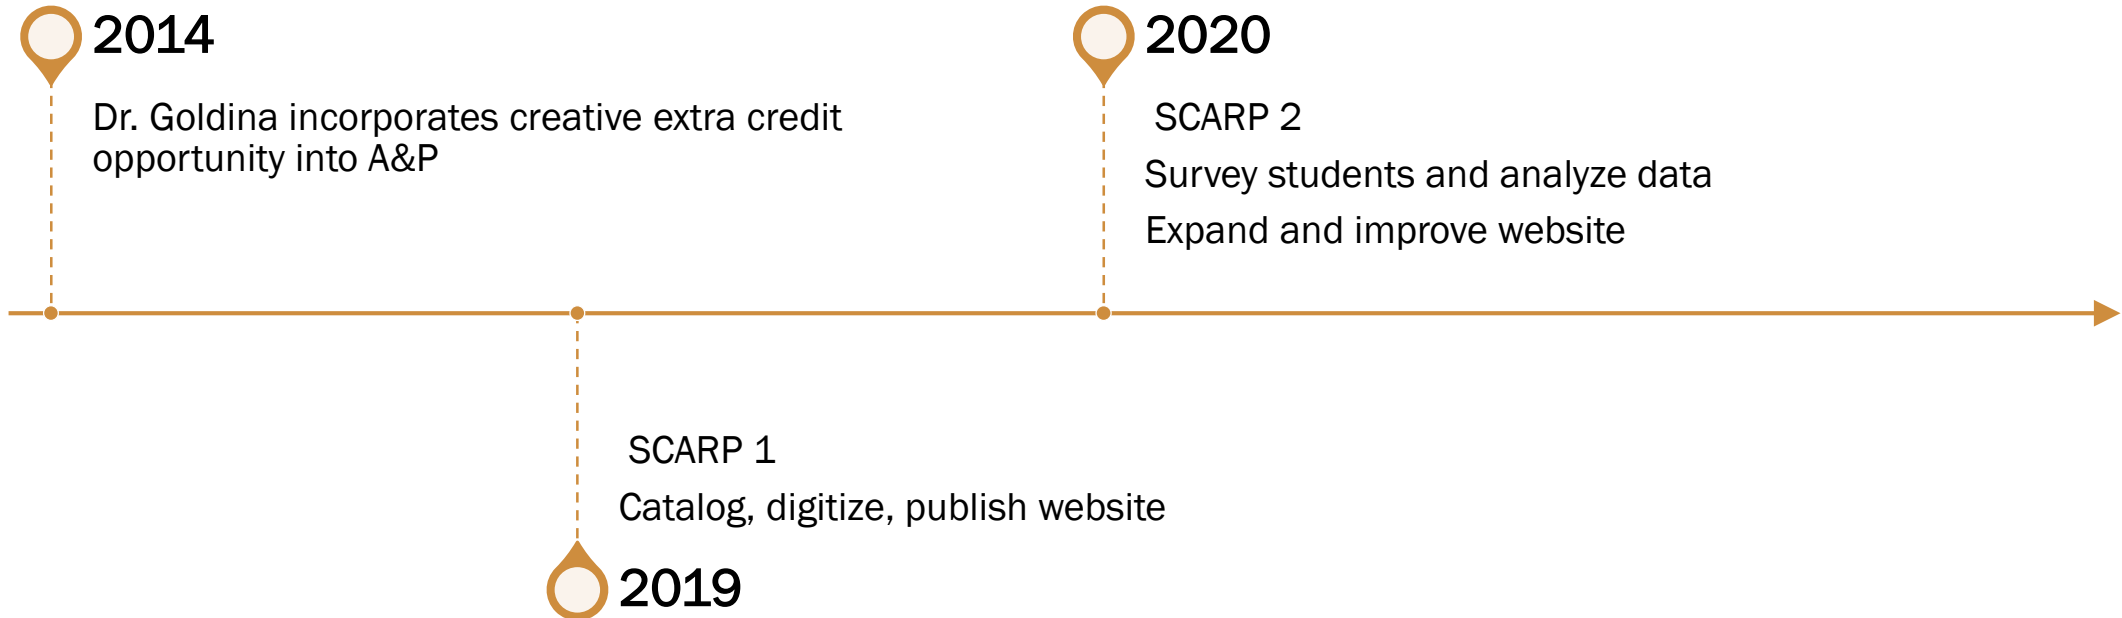 2014
Dr. Goldina incorporates creative extra credit
opportunity into A&P
2020
SCARP 2
Survey students and analyze data
Expand and improve website
SCARP 1
Catalog, digitize, publish website
2019